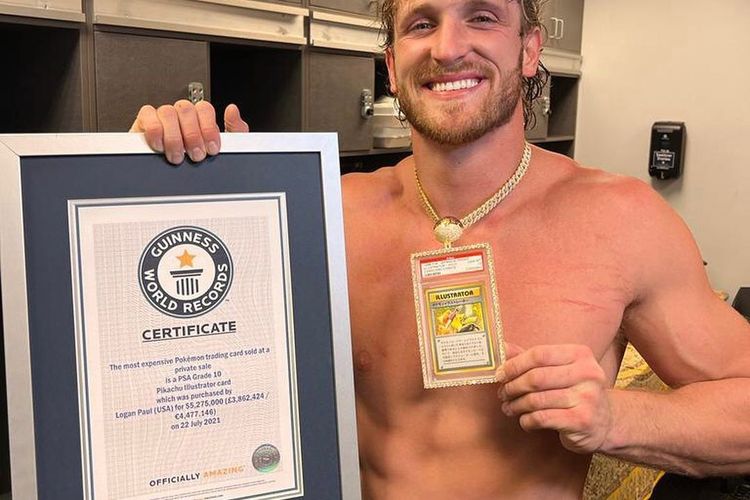 GUINNESS
WORLD
RECORDS
CERTIFICATE
The most expensive Pokémon trading card sold at a
private sale
is a PSA Grade 10
Pikachu Illustrator card
which was purchased by
Logan Paul (USA) for $5,275,000 (£3,862,424 /
€4,477,146)
on 22 July 2021
OFFICIALLY AMAZING
ILLUSTRATOR